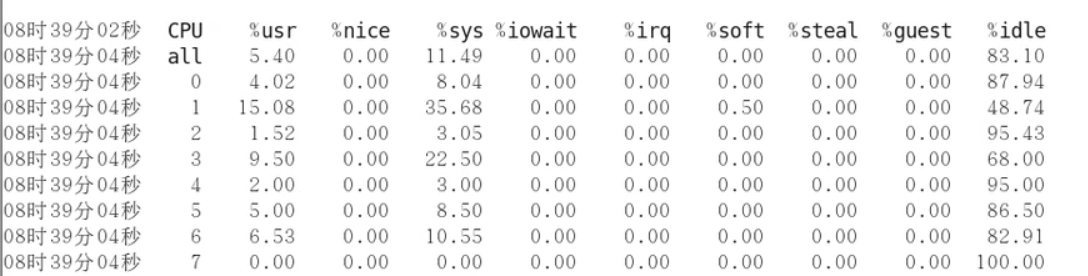 08时39分02秒 CPU %usr %nice %sys %iowait %irq %soft %steal %guest %idle
08时39分04秒 all 5.40 0.00 11.49 0.00 0.00 0.00 0.00 0.00 83.10
08时39分04秒 0 4.02 0.00 8.04 0.00 0.00 0.00 0.00 0.00 87.94
08时39分04秒 1 15.08 0.00 35.68 0.00 0.00 0.50 0.00 0.00 48.74
08时39分04秒 2 1.52 0.00 3.05 0.00 0.00 0.00 0.00 0.00 95.43
08时39分04秒 3 9.50 0.00 22.50 0.00 0.00 0.00 0.00 0.00 68.00
08时39分04秒 4 2.00 0.00 3.00 0.00 0.00 0.00 0.00 0.00 95.00
08时39分04秒 5 5.00 0.00 8.50 0.00 0.00 0.00 0.00 0.00 86.50
08时39分04秒 6 6.53 0.00 10.55 0.00 0.00 0.00 0.00 0.00 82.91
08时39分04秒 7 0.00 0.00 0.00 0.00 0.00 0.00 0.00 0.00 100.00